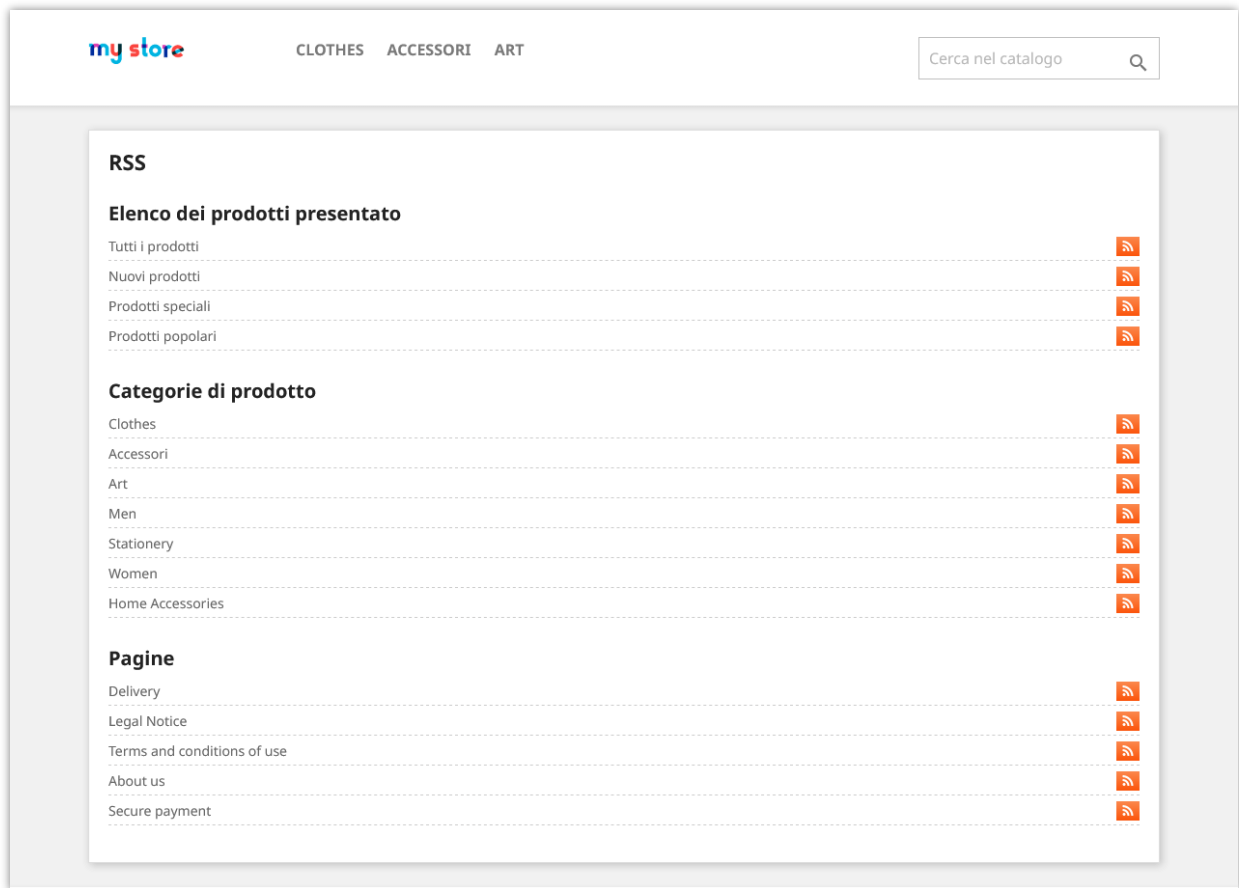 my store
CLOTHES ACCESSORI ART
Cerca nel catalogo
RSS
Elenco dei prodotti presentato
Tutti i prodotti
Nuovi prodotti
Prodotti speciali
Prodotti popolari
Categorie di prodotto
Clothes
Accessori
Art
Men
Stationery
Women
Home Accessories
Pagine
Delivery
Legal Notice
Terms and conditions of use
About us
Secure payment